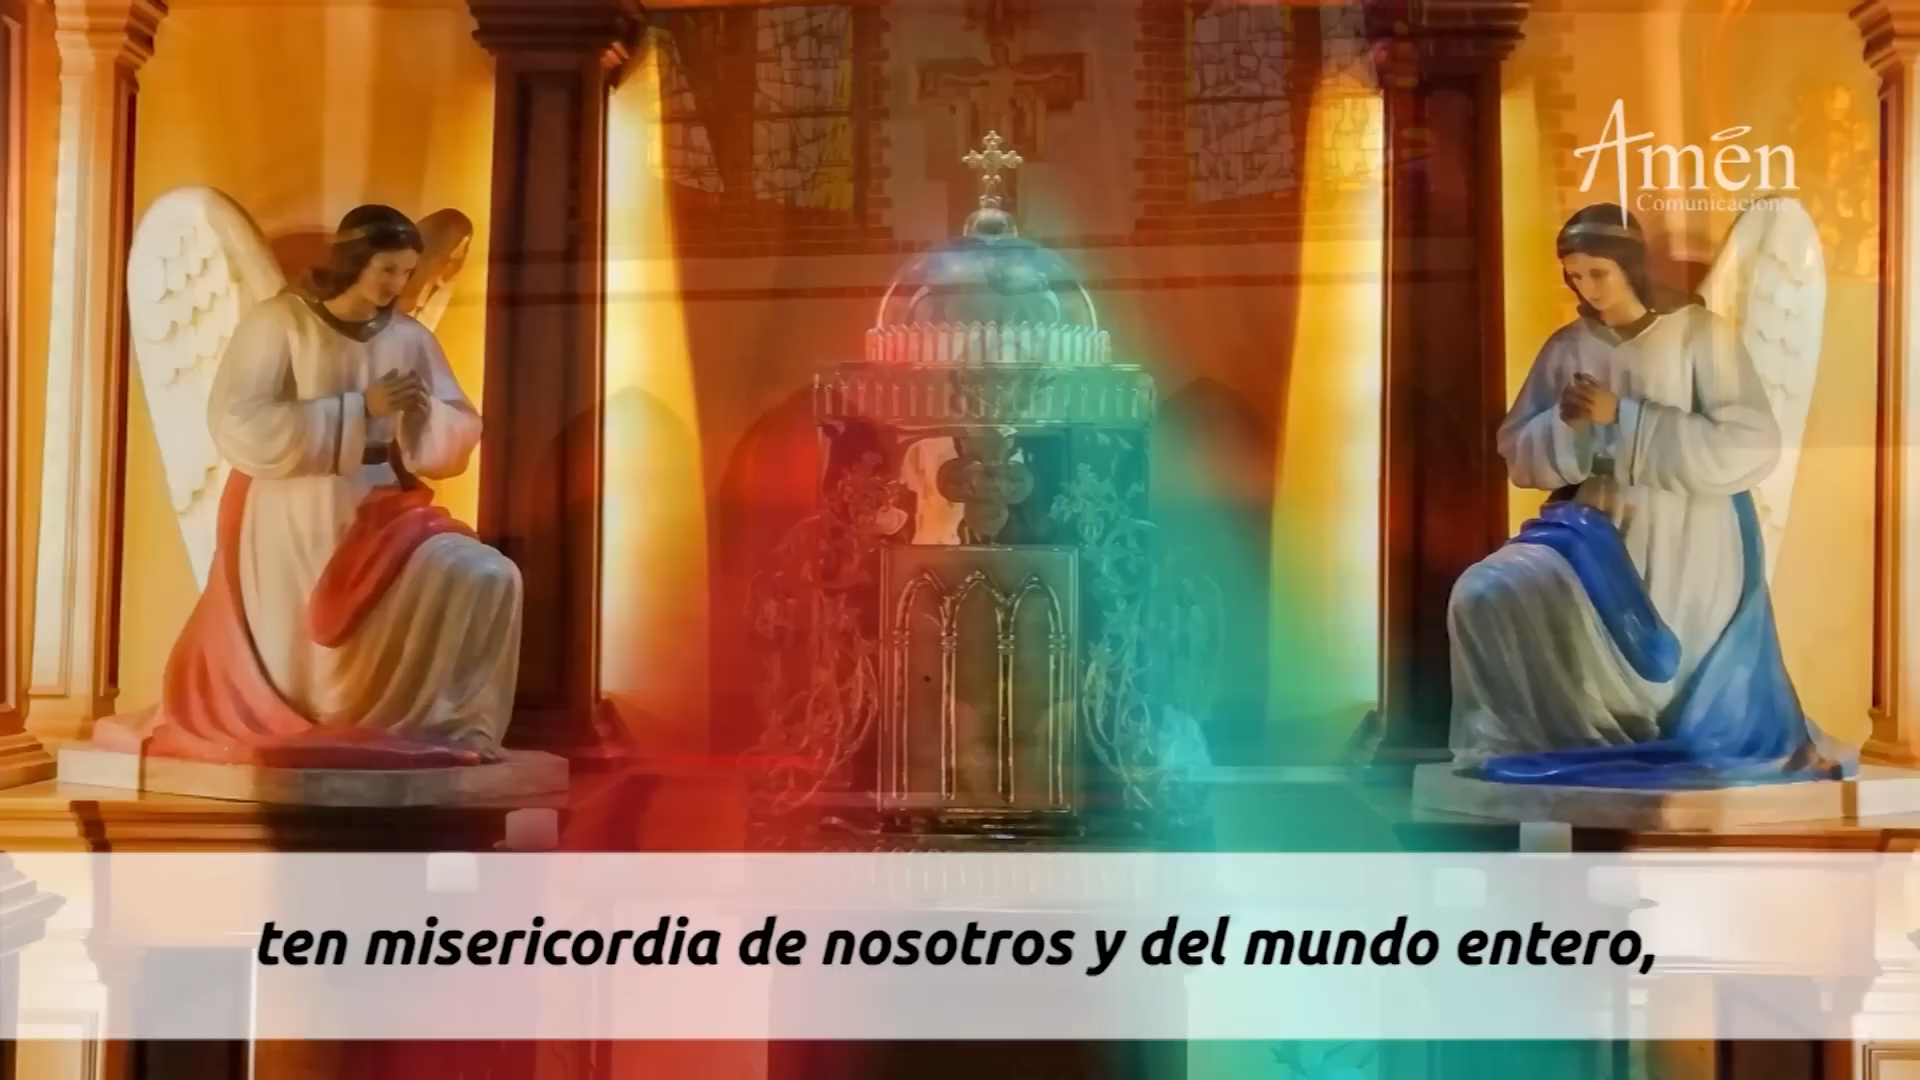 Amén
Comunicaciones
ten misericordia de nosotros y del mundo entero,